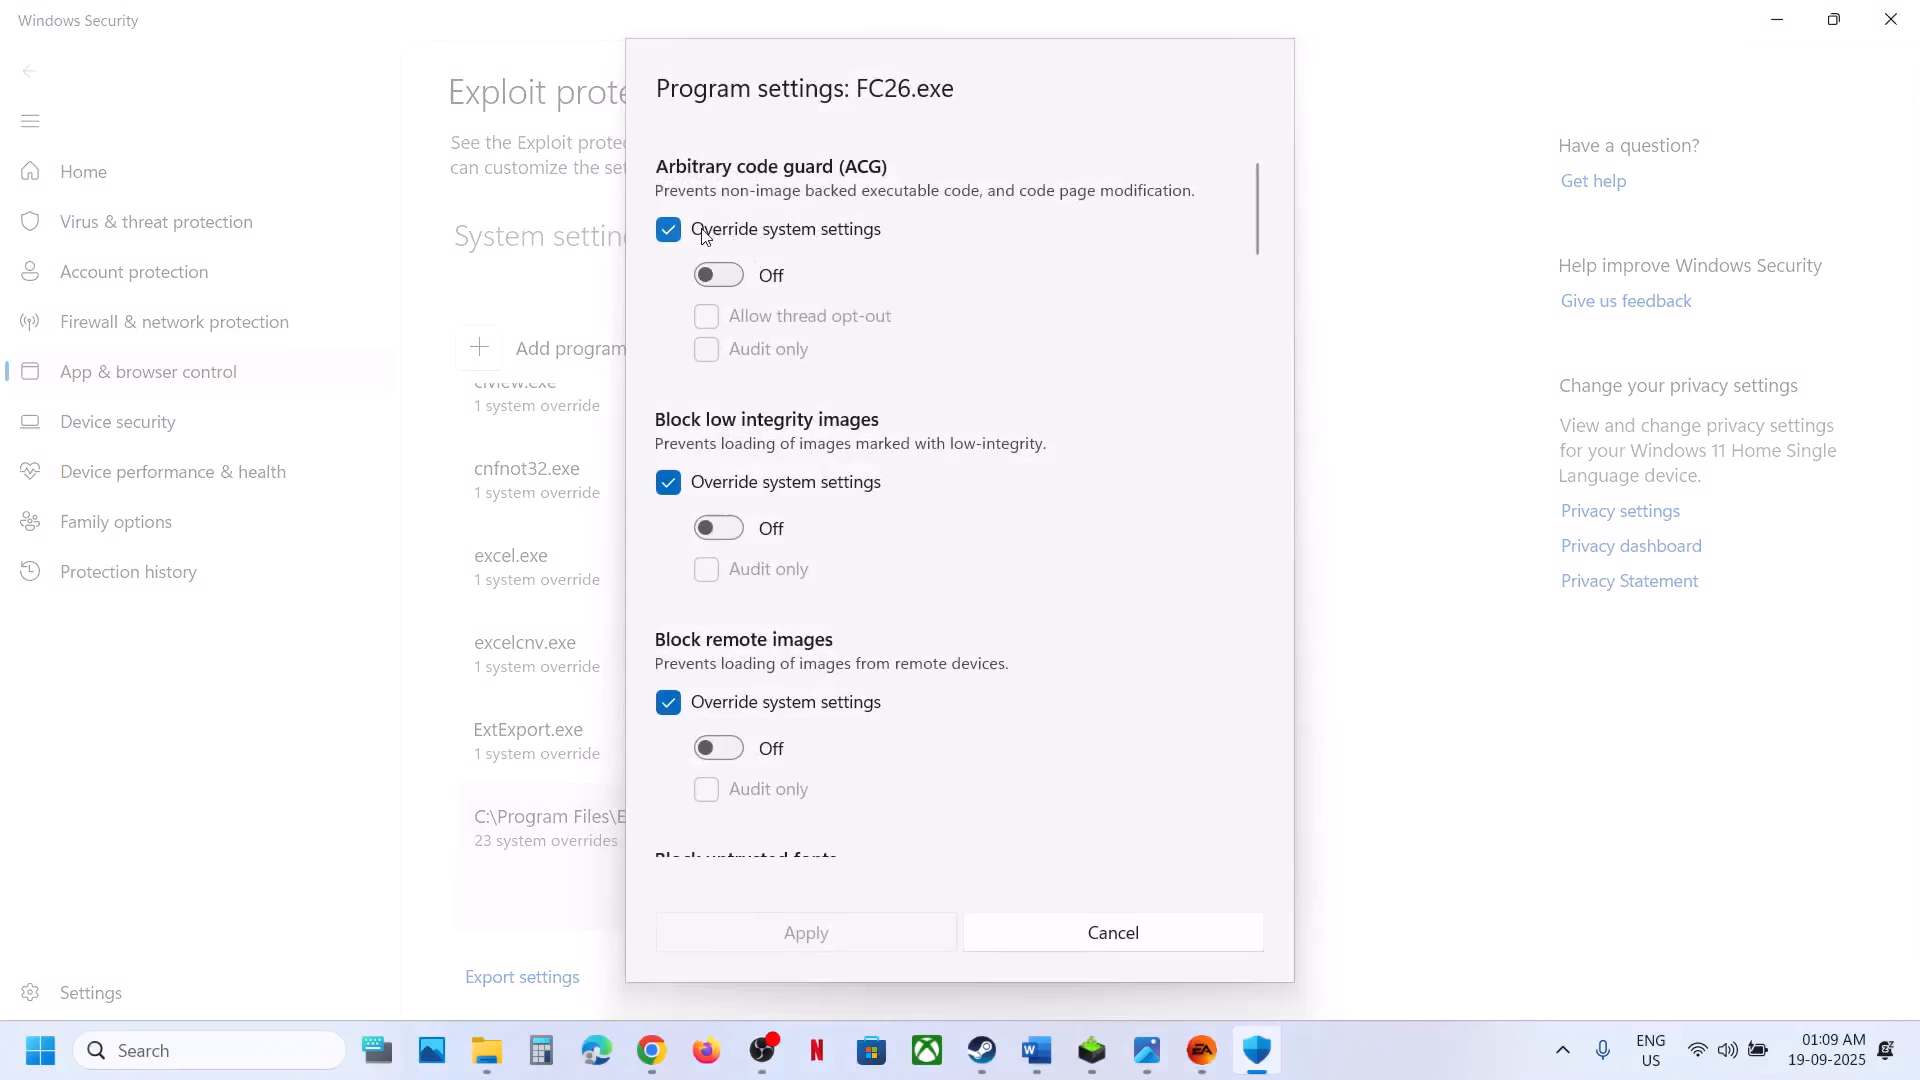 Windows Security
Exploit prote
See the Exploit prote
can customize the set
System settin
Add program
clview.exe
1 system override
cnfnot32.exe
1 system override
excel.exe
1 system override
excelcnv.exe
1 system override
ExtExport.exe
1 system override
C:\Program Files\E
23 system overrides
Export settings
Home
Virus & threat protection
Account protection
Firewall & network protection
App & browser control
Device security
Device performance & health
Family options
Protection history
Settings
Program settings: FC26.exe
Arbitrary code guard (ACG)
Prevents non-image backed executable code, and code page modification.
Override system settings
Off
Allow thread opt-out
Audit only
Block low integrity images
Prevents loading of images marked with low-integrity.
Override system settings
Off
Audit only
Block remote images
Prevents loading of images from remote devices.
Override system settings
Off
Audit only
Block untrusted fonts
Apply
Cancel
Have a question?
Get help
Help improve Windows Security
Give us feedback
Change your privacy settings
View and change privacy settings
for your Windows 11 Home Single
Language device.
Privacy settings
Privacy dashboard
Privacy Statement
Search
ENG
US
01:09 AM
19-09-2025